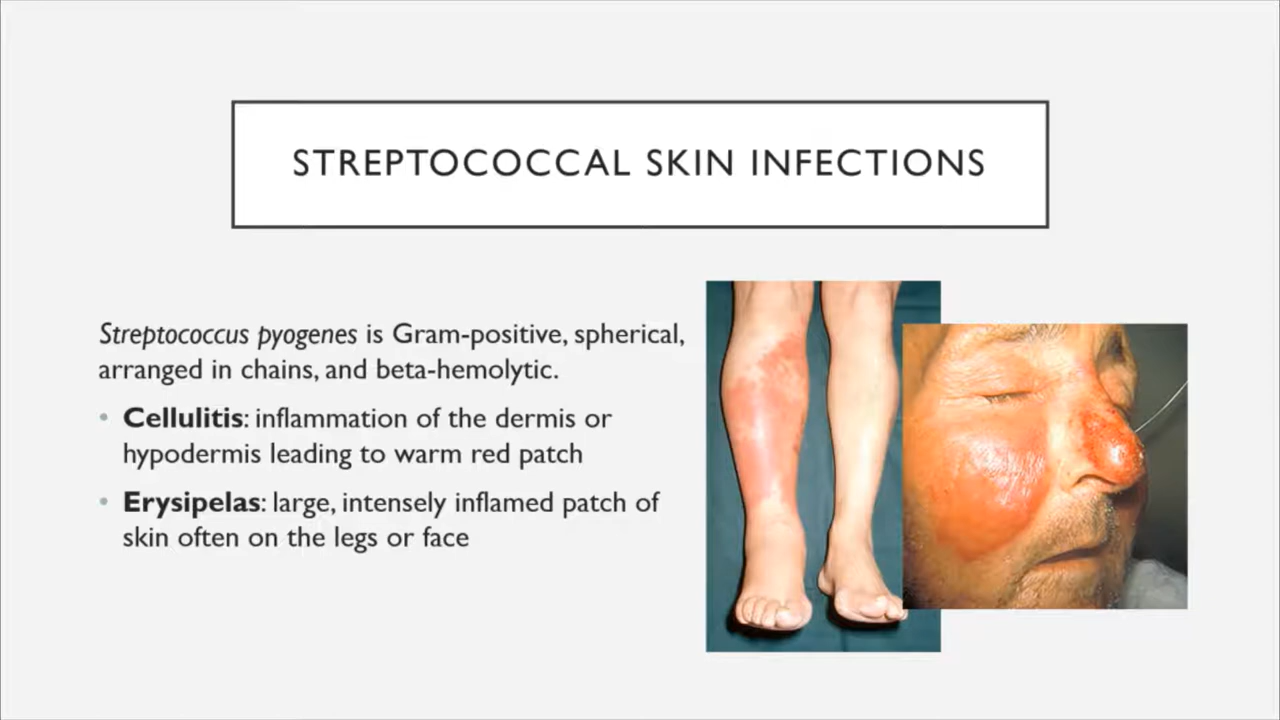 STREPTOCOCCAL SKIN INFECTIONS
Streptococcus pyogenes is Gram-positive, spherical,
arranged in chains, and beta-hemolytic.
• Cellulitis: inflammation of the dermis or
hypodermis leading to warm red patch
• Erysipelas: large, intensely inflamed patch of
skin often on the legs or face